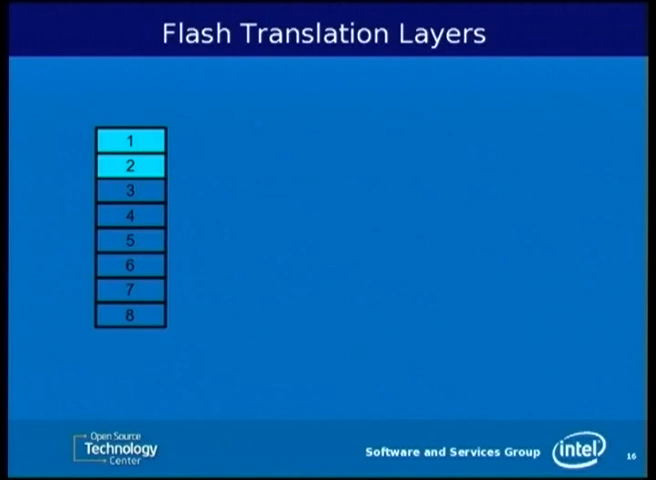 Flash Translation Layers
1
2
3
4
5
6
7
8
Open Source
Technology
Center
Software and Services Group
intel
16